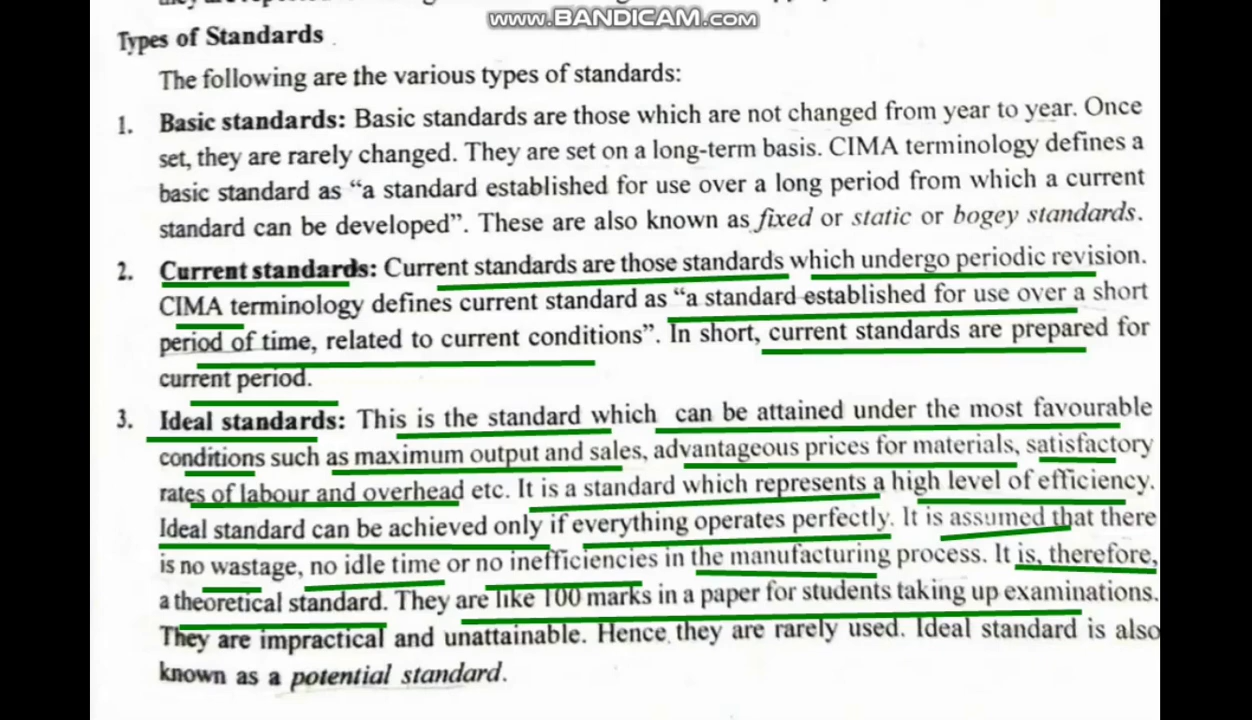 www.BANDICAM.com
Types of Standards
The following are the various types of standards:
1. Basic standards: Basic standards are those which are not changed from year to year. Once
set, they are rarely changed. They are set on a long-term basis. CIMA terminology defines a
basic standard as “a standard established for use over a long period from which a current
standard can be developed”. These are also known as fixed or static or bogey standards.
2. Current standards: Current standards are those standards which undergo periodic revision.
CIMA terminology defines current standard as “a standard established for use over a short
period of time, related to current conditions”. In short, current standards are prepared for
current period.
3. Ideal standards: This is the standard which can be attained under the most favourable
conditions such as maximum output and sales, advantageous prices for materials, satisfactory
rates of labour and overhead etc. It is a standard which represents a high level of efficiency.
Ideal standard can be achieved only if everything operates perfectly. It is assumed that there
is no wastage, no idle time or no inefficiencies in the manufacturing process. It is, therefore,
a theoretical standard. They are like 100 marks in a paper for students taking up examinations.
They are impractical and unattainable. Hence they are rarely used. Ideal standard is also
known as a potential standard.